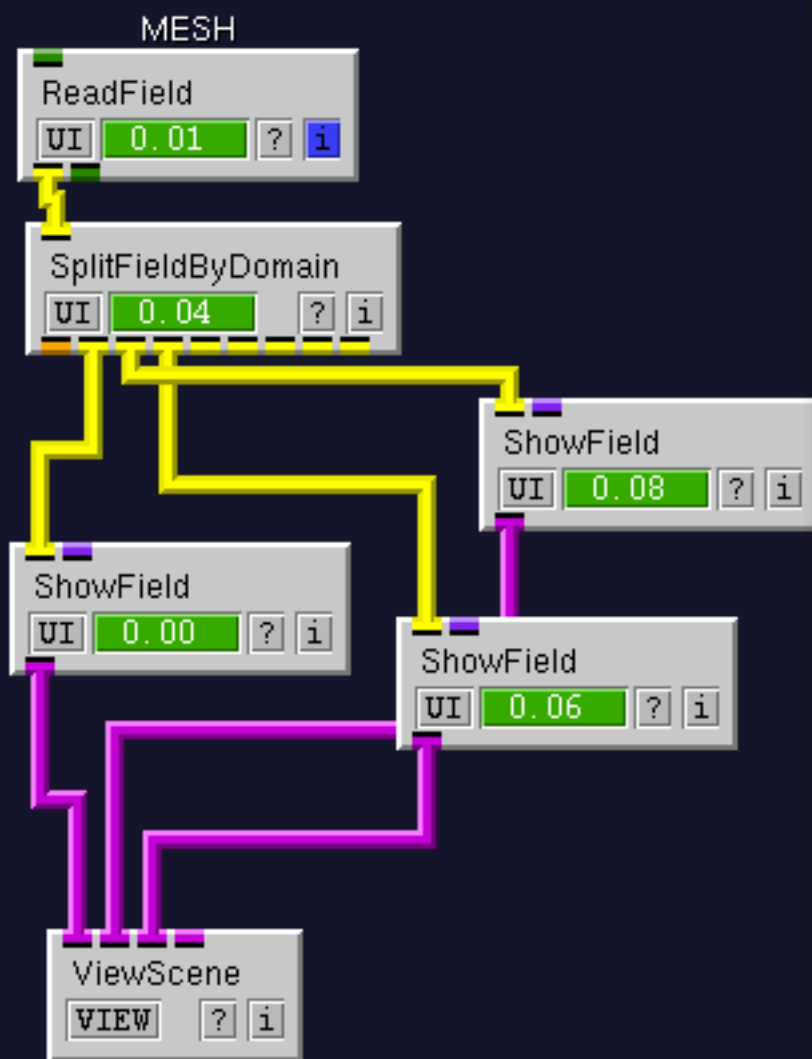 MESH
ReadField
UI 0.01 ? i
SplitFieldByDomain
UI 0.04 ? i
ShowField
UI 0.08 ? i
ShowField
UI 0.00 ? i
ShowField
UI 0.06 ? i
ViewScene
VIEW ? i